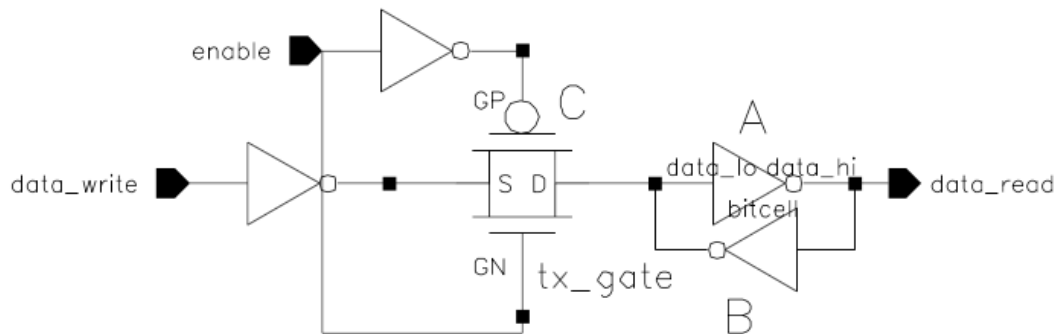 enable
GP
C
A
data_write
S D
data_lo data_hi
data_read
bitcell
GN
tx_gate
B